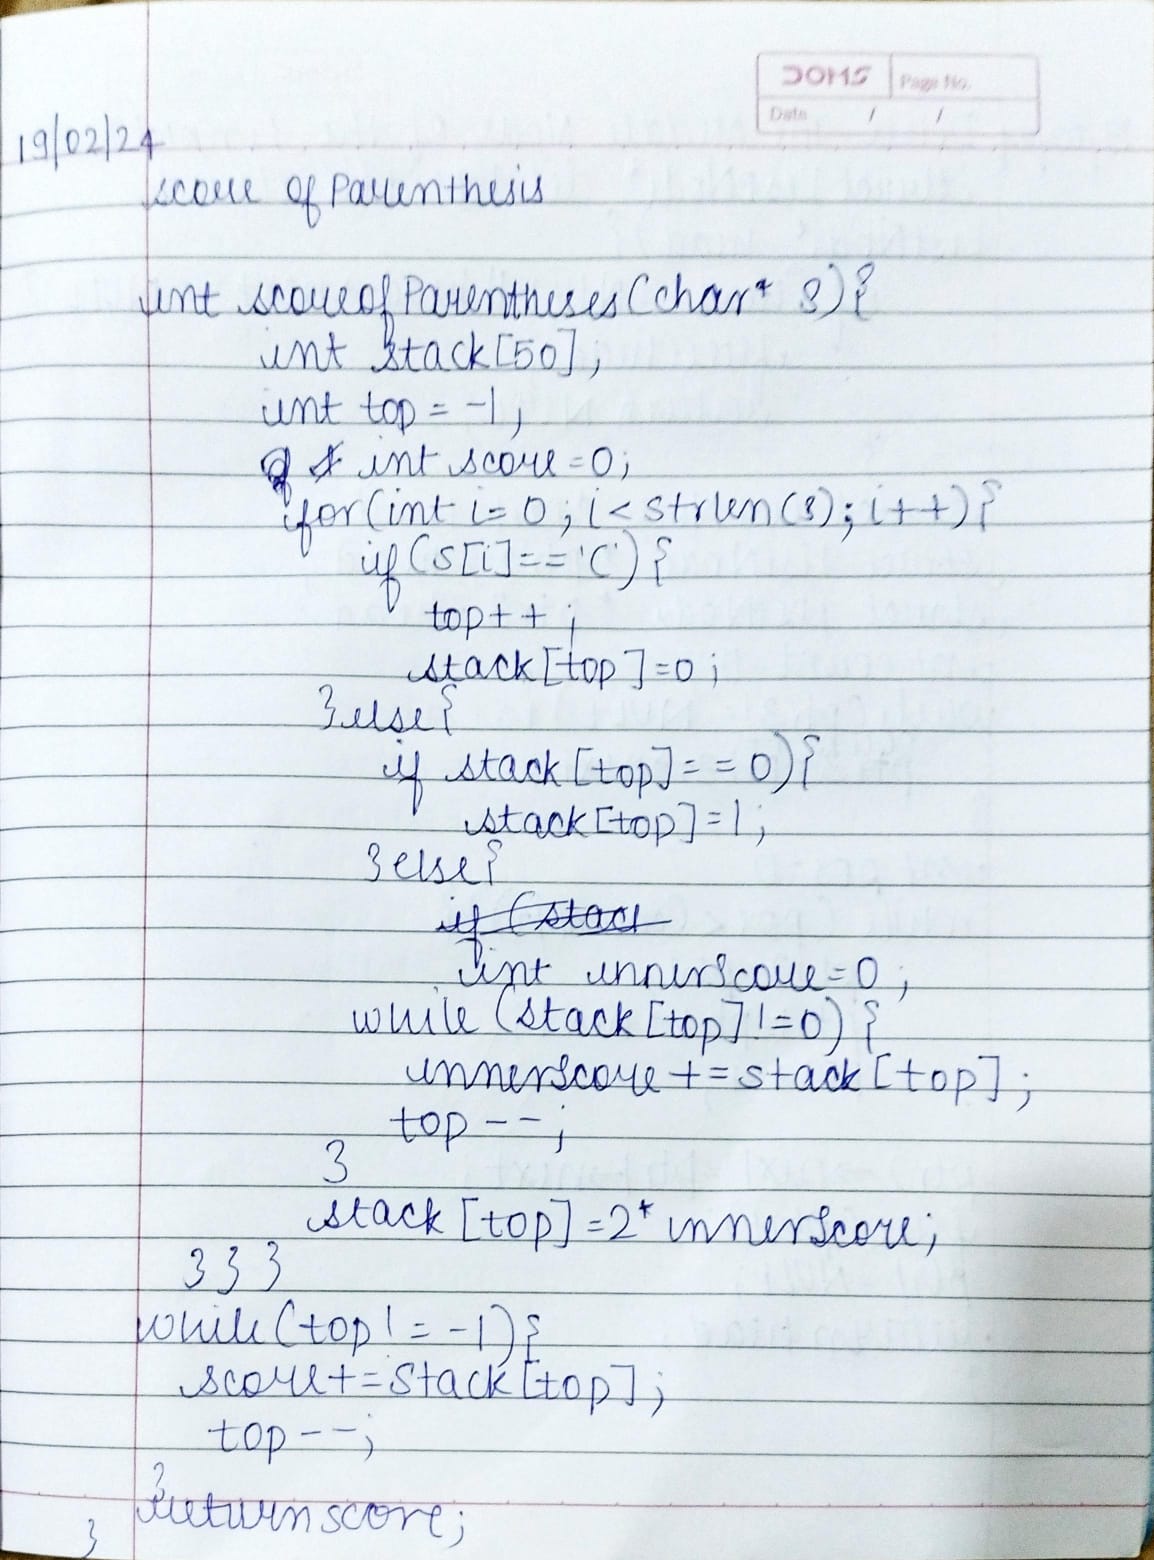 DOMS Page No.
Date / /
19/02/24
score of Parenthesis
int scoreofParentheses(char* s){
int stack[50];
int top = -1;
int score = 0;
for(int i= 0; i< strlen(s); i++){
if (s[i]== '('){
top++;
stack[top]=0;
}else{
if stack[top]==0){
stack[top]=1;
}else{
if (stack
int innerscore=0;
while (stack[top]!=0){
innerscore+=stack[top];
top--;
}
stack[top]=2* innerscore;
}}}
while(top!= -1){
score+=stack[top];
top--;
}
return score;
}